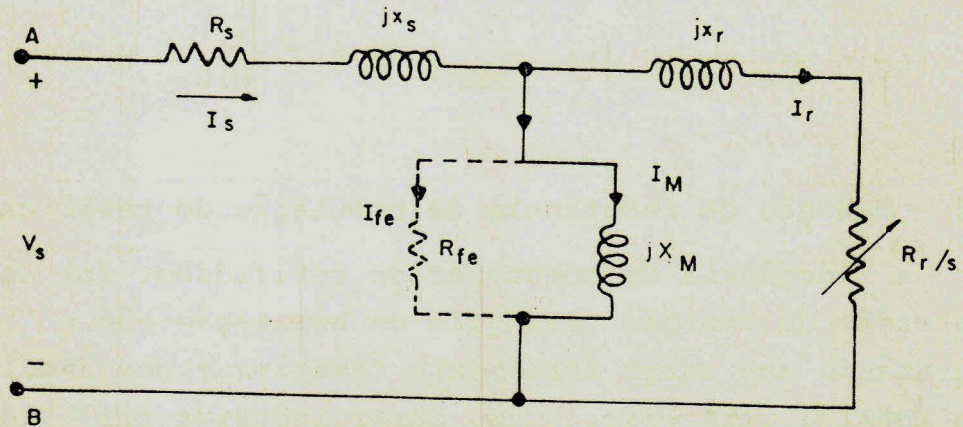 A
R_s
jx_s
jx_r
+
I_s
I_r
I_M
I_fe
R_fe
jX_M
R_r/s
V_s
−
B